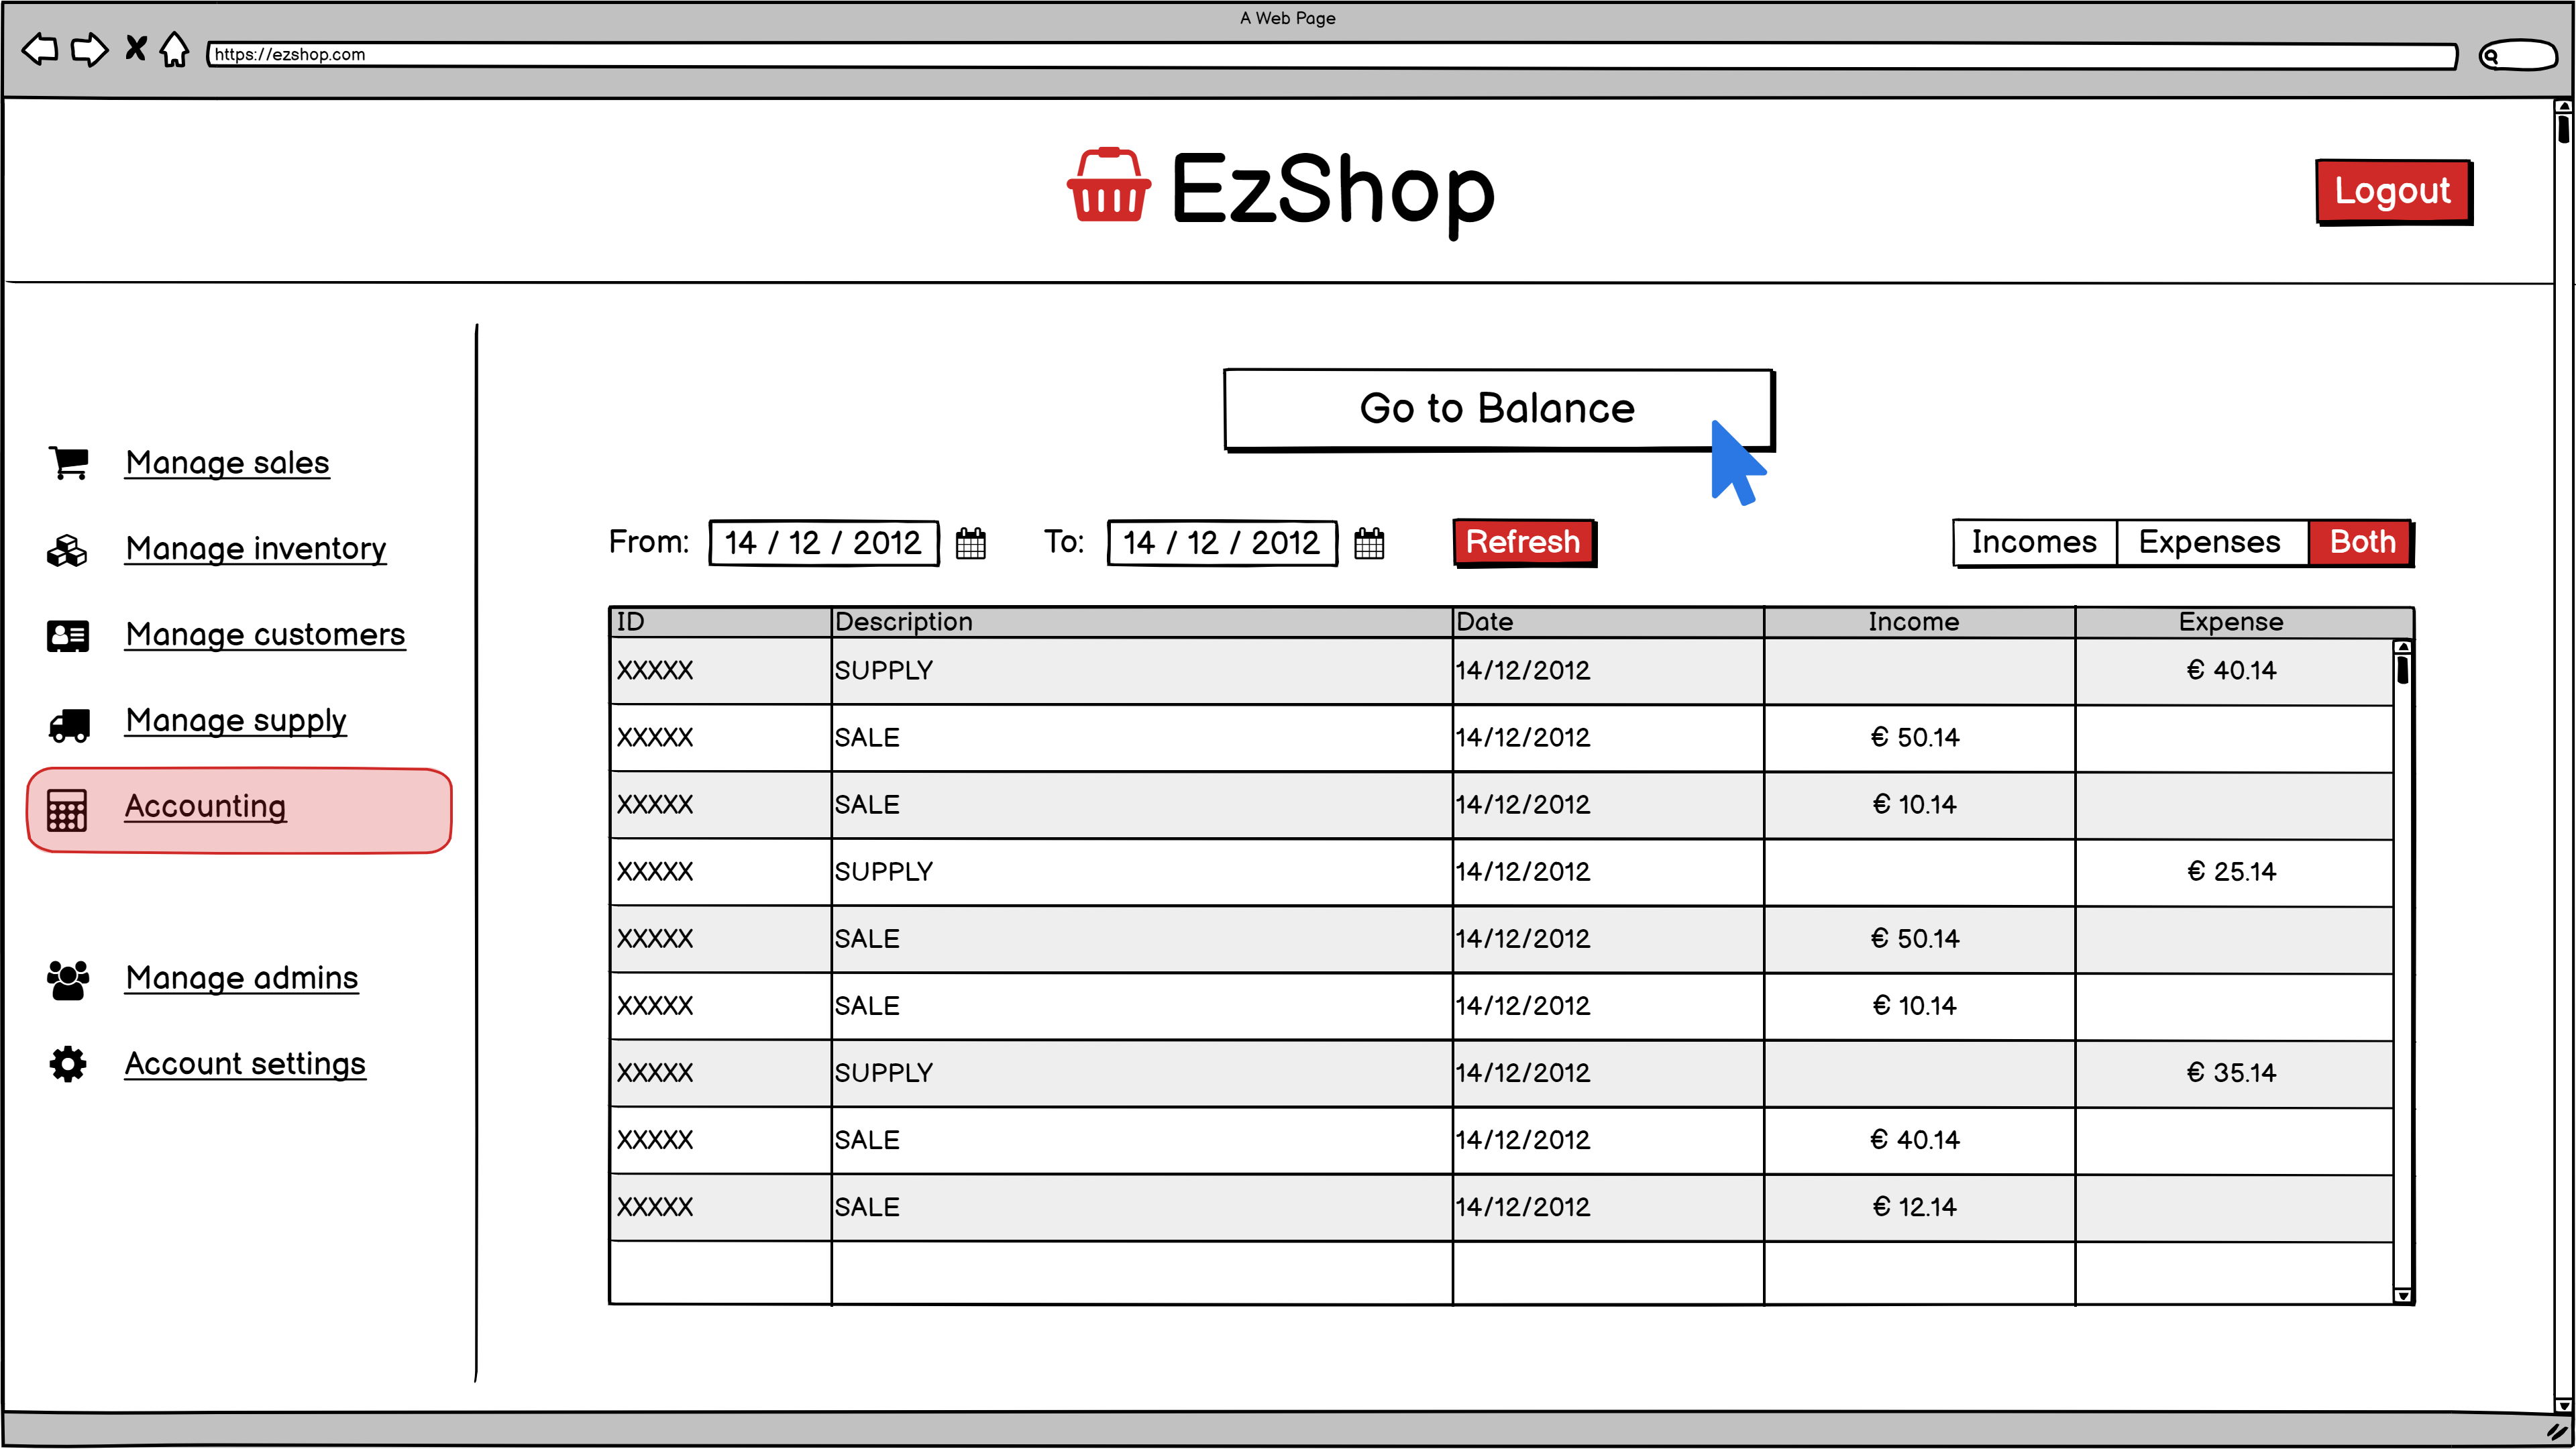 A Web Page
https://ezshop.com
EzShop
Logout
Go to Balance
Manage sales
Manage inventory
Manage customers
Manage supply
Accounting
Manage admins
Account settings
From: 14 / 12 / 2012 To: 14 / 12 / 2012 Refresh Incomes Expenses Both
ID Description Date Income Expense
XXXXX SUPPLY 14/12/2012 € 40.14
XXXXX SALE 14/12/2012 € 50.14
XXXXX SALE 14/12/2012 € 10.14
XXXXX SUPPLY 14/12/2012 € 25.14
XXXXX SALE 14/12/2012 € 50.14
XXXXX SALE 14/12/2012 € 10.14
XXXXX SUPPLY 14/12/2012 € 35.14
XXXXX SALE 14/12/2012 € 40.14
XXXXX SALE 14/12/2012 € 12.14